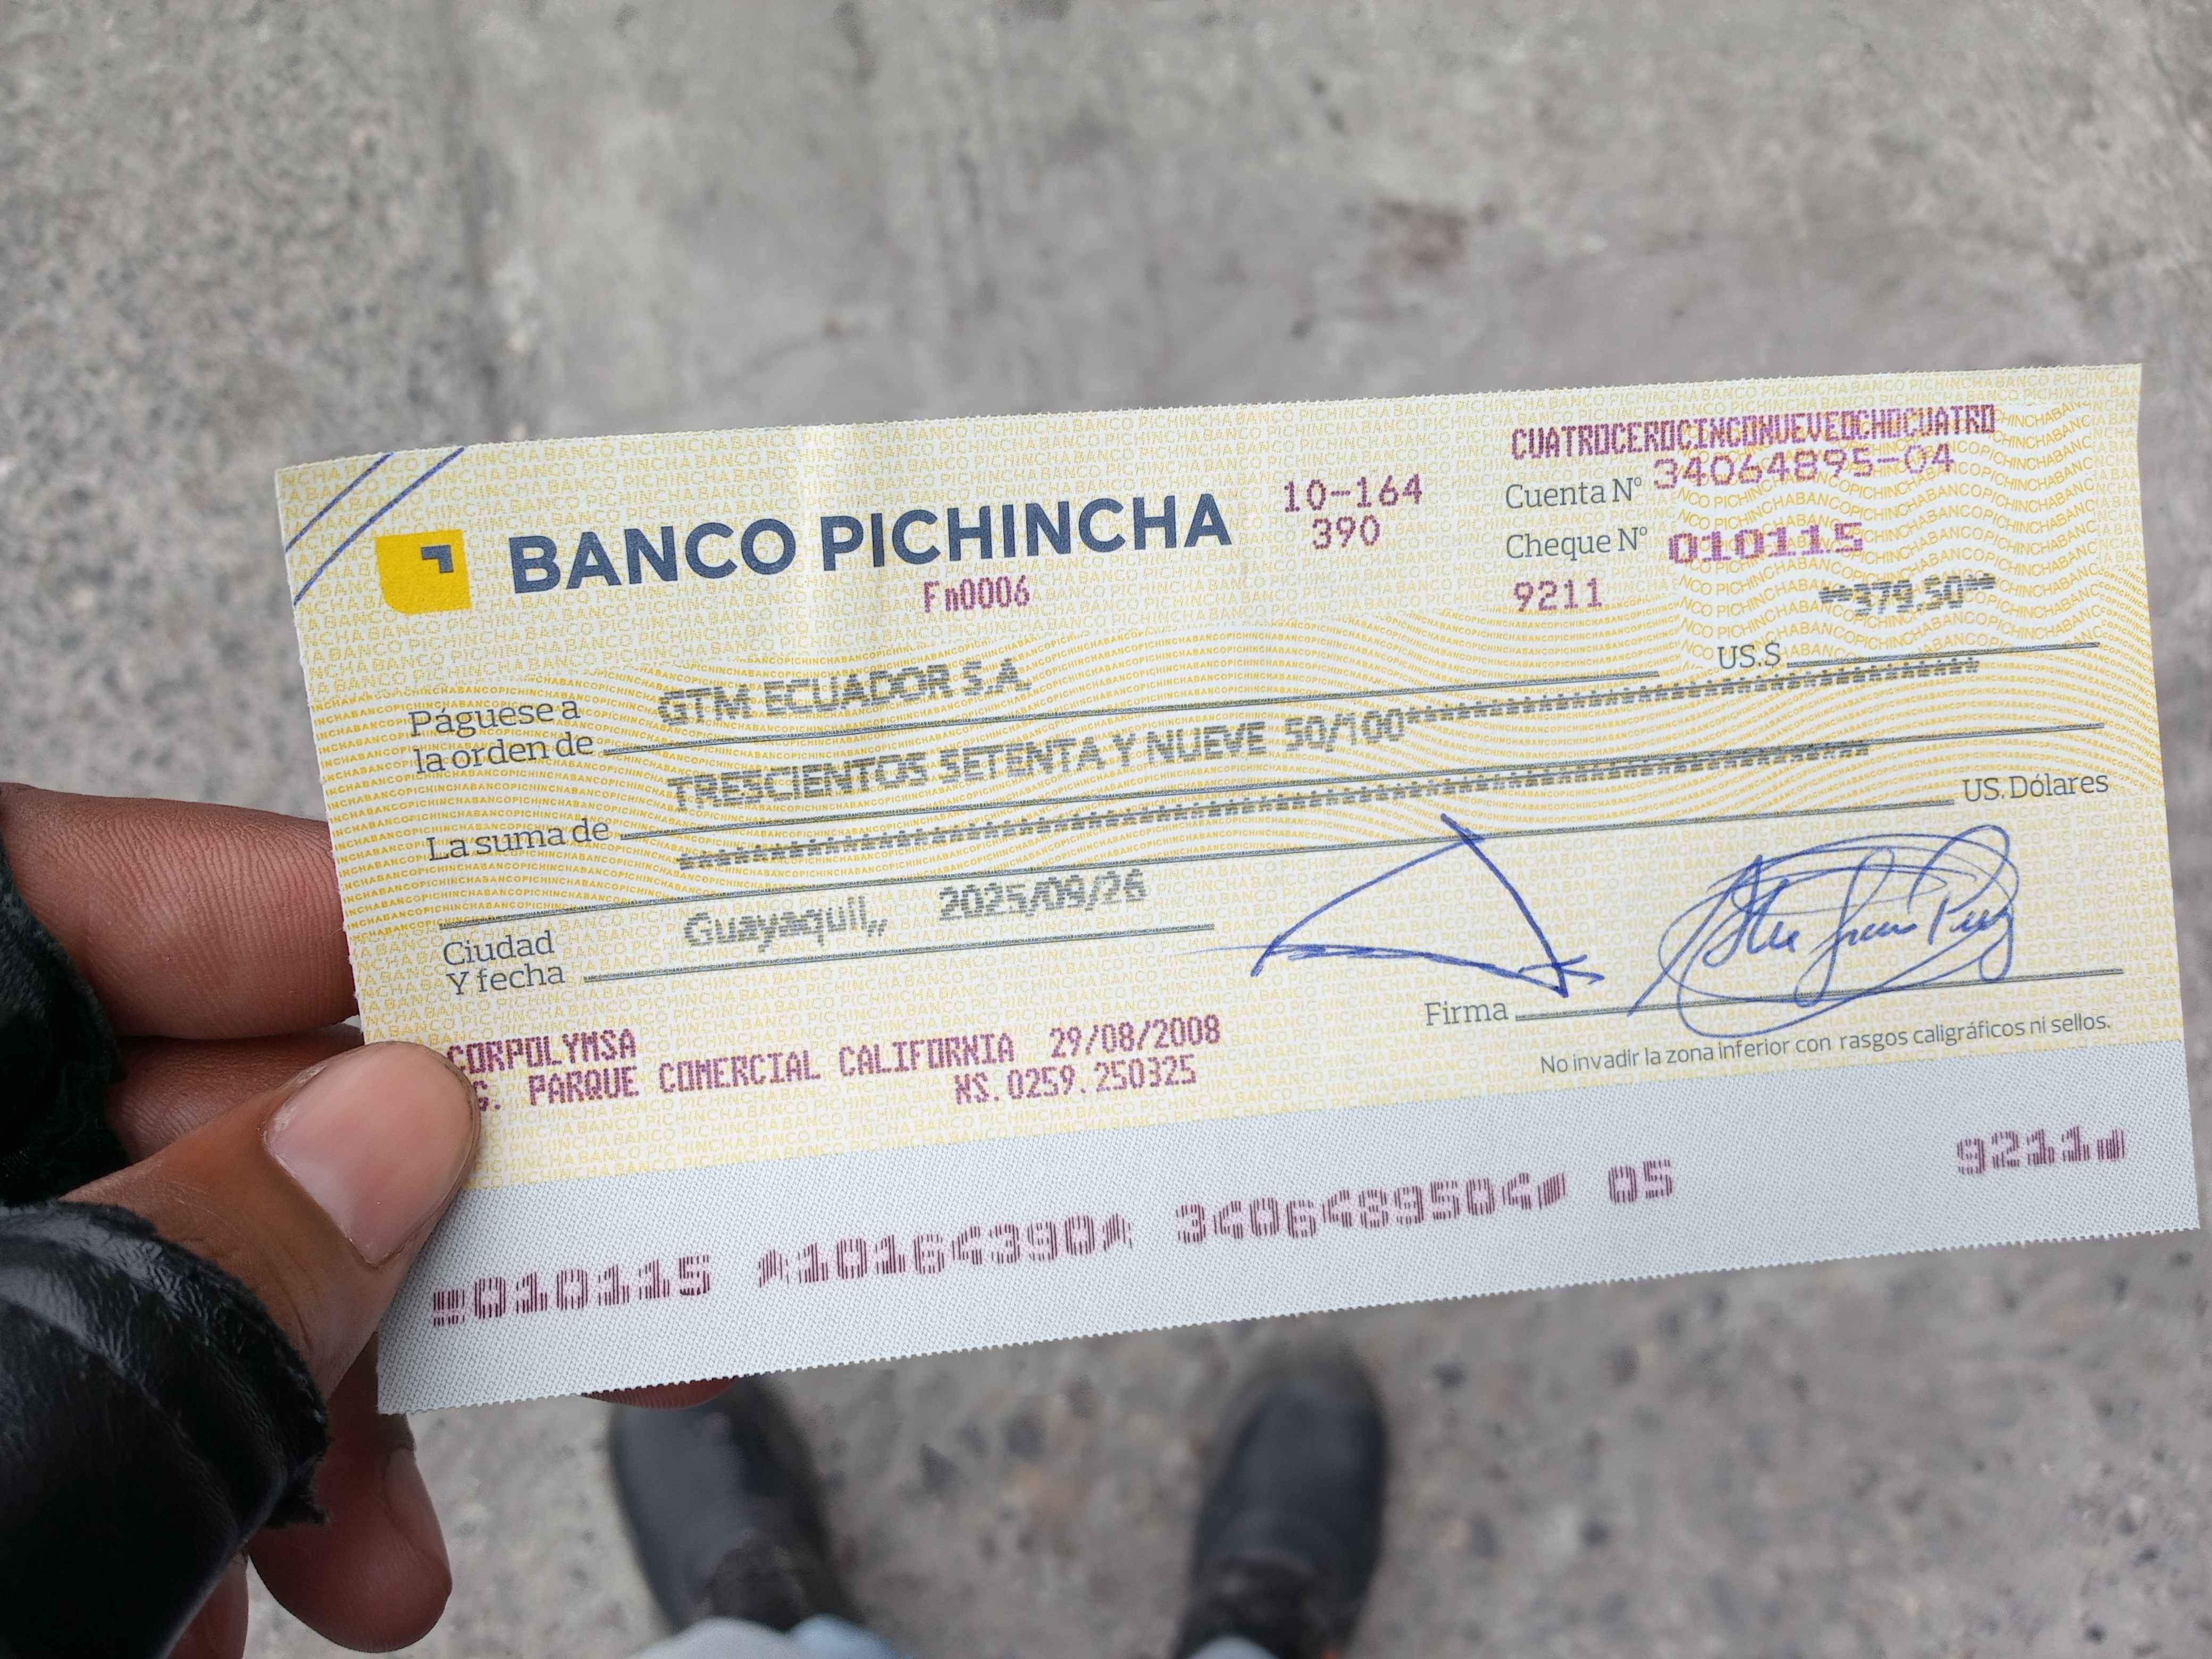 CUATROCEROCINCONUEVEOCHOCUATRO
BANCO PICHINCHA
10-164
390
Cuenta Nº 34064895-04
Cheque Nº 010115
Fn0006
9211
**379.50**
Páguese a
la orden de GTM ECUADOR S.A.
US.$
La suma de TRESCIENTOS SETENTA Y NUEVE 50/100
US. Dólares
Ciudad
Y fecha Guayaquil,, 2025/09/26
Firma
No invadir la zona inferior con rasgos caligráficos ni sellos.
CORPOLYMSA
G. PARQUE COMERCIAL CALIFORNIA 29/08/2008
NS.0259.250325
010115 A10164390A 3406489504 05 9211